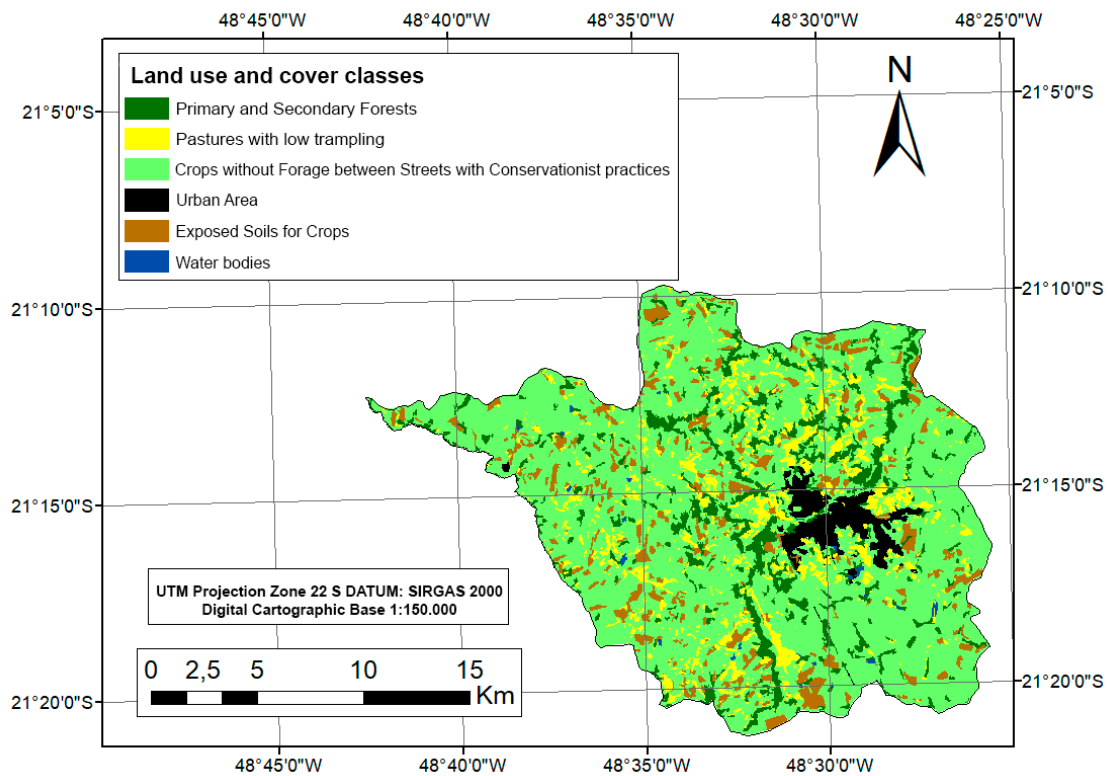 48°45'0"W 48°40'0"W 48°35'0"W 48°30'0"W 48°25'0"W
Land use and cover classes
Primary and Secondary Forests
Pastures with low trampling
Crops without Forage between Streets with Conservationist practices
Urban Area
Exposed Soils for Crops
Water bodies
N
21°5'0"S 21°5'0"S
21°10'0"S 21°10'0"S
21°15'0"S 21°15'0"S
UTM Projection Zone 22 S DATUM: SIRGAS 2000
Digital Cartographic Base 1:150.000
0 2,5 5 10 15
Km
21°20'0"S 21°20'0"S
48°45'0"W 48°40'0"W 48°35'0"W 48°30'0"W